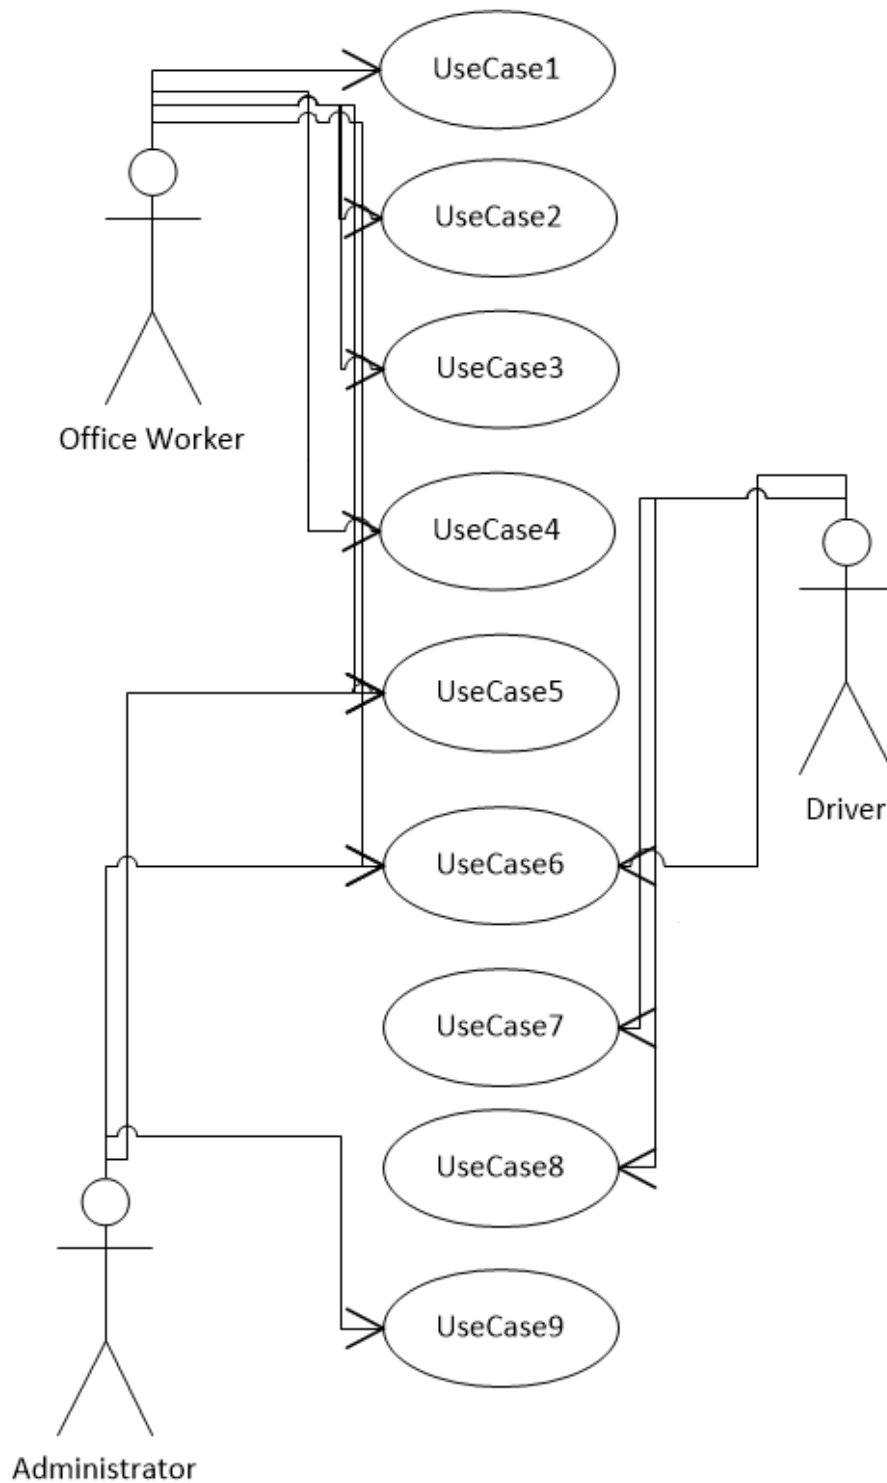 UseCase1
UseCase2
UseCase3
Office Worker
UseCase4
UseCase5
Driver
UseCase6
UseCase7
UseCase8
UseCase9
Administrator